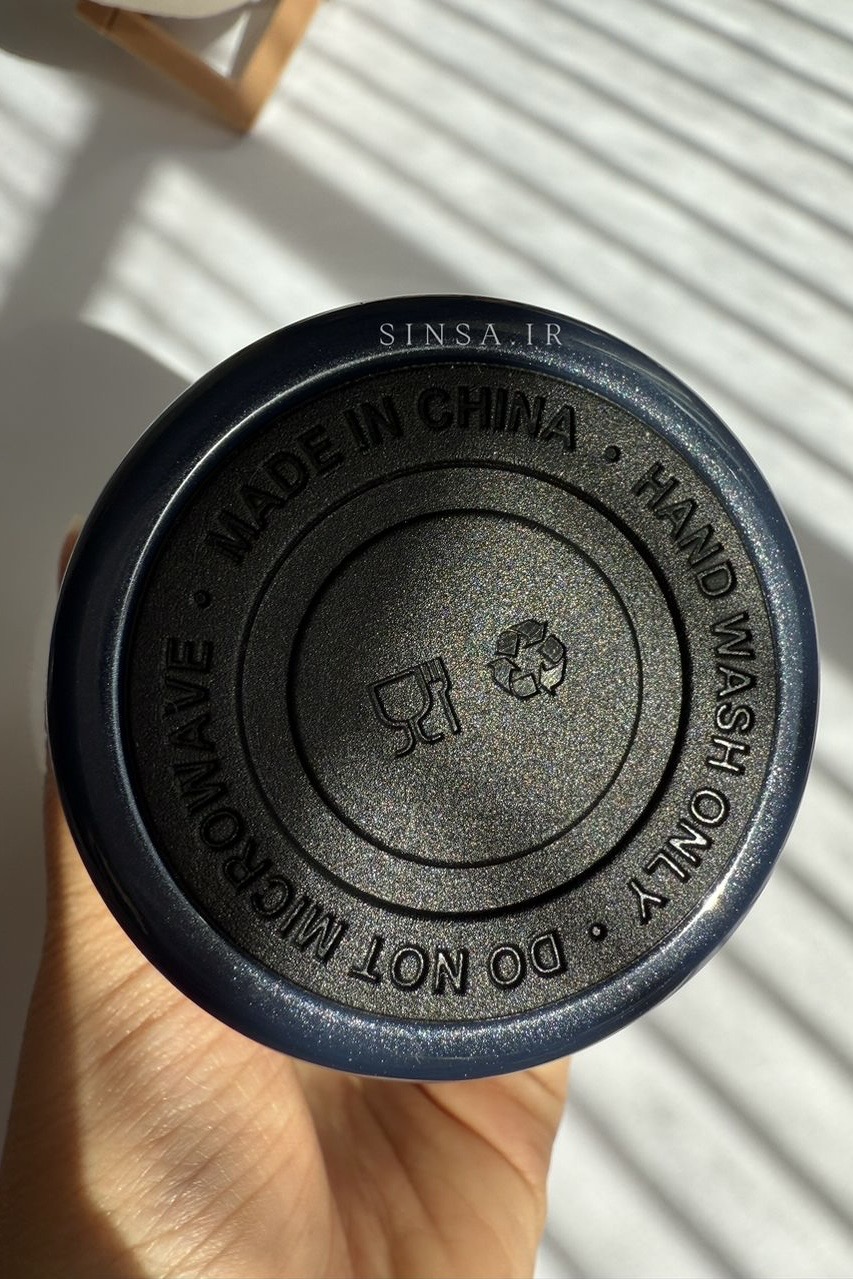 SINSA.IR
MADE IN CHINA • HAND WASH ONLY • DO NOT MICROWAVE •